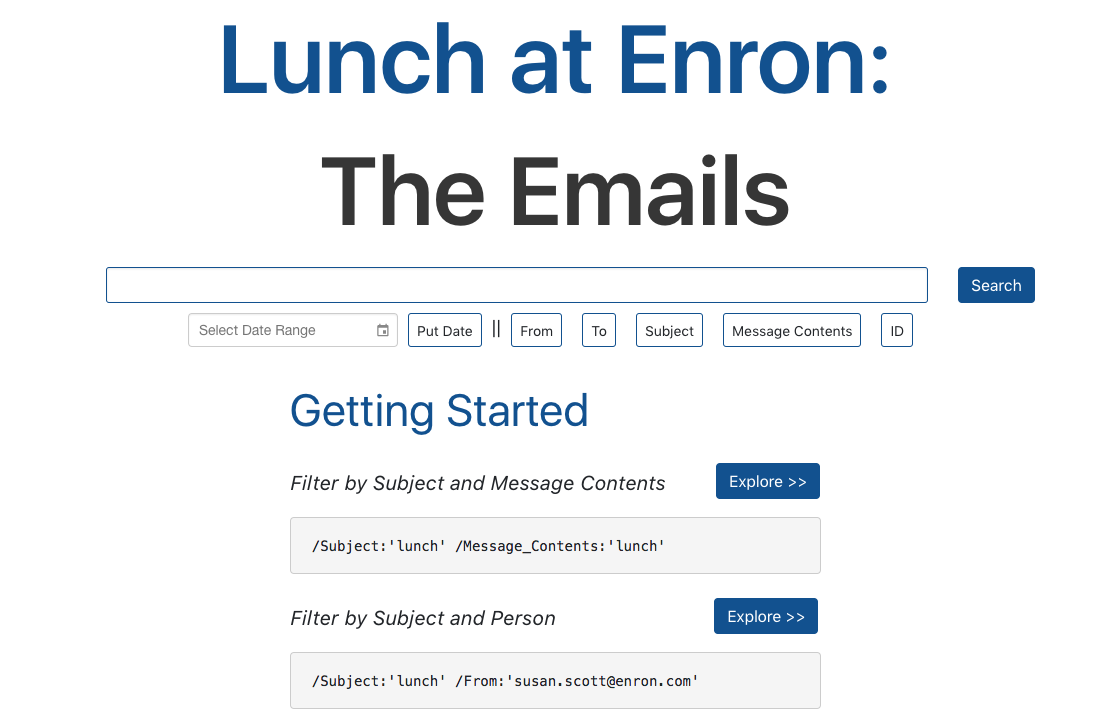 Lunch at Enron:
The Emails
Search
Select Date Range Put Date || From To Subject Message Contents ID
Getting Started
Filter by Subject and Message Contents Explore >>
/Subject:'lunch' /Message_Contents:'lunch'
Filter by Subject and Person Explore >>
/Subject:'lunch' /From:'susan.scott@enron.com'